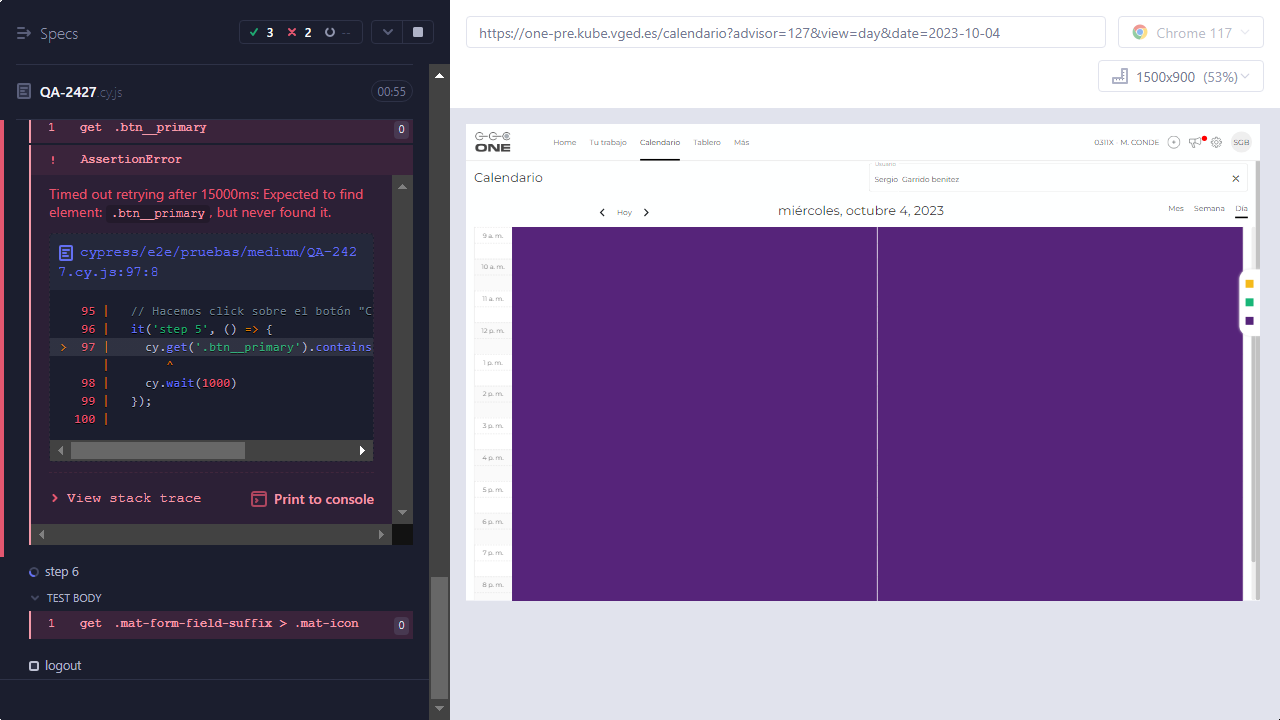 Specs
3
2
--
QA-2427.cy.js
00:55
1 get .btn__primary 0
! AssertionError
Timed out retrying after 15000ms: Expected to find
element: .btn__primary, but never found it.
cypress/e2e/pruebas/medium/QA-242
7.cy.js:97:8
95 | // Hacemos click sobre el botón "C
96 | it('step 5', () => {
> 97 | cy.get('.btn__primary').contains
| ^
98 | cy.wait(1000)
99 | });
100 |
View stack trace
Print to console
step 6
TEST BODY
1 get .mat-form-field-suffix > .mat-icon 0
logout
https://one-pre.kube.vged.es/calendario?advisor=127&view=day&date=2023-10-04
Chrome 117
1500x900 (53%)
ONE
Home Tu trabajo Calendario Tablero Más
0311X - M. CONDE
SGB
Calendario
Usuario
Sergio Garrido benitez
Hoy
miércoles, octubre 4, 2023
Mes Semana Día
9 a. m.
10 a. m.
11 a. m.
12 p. m.
1 p. m.
2 p. m.
3 p. m.
4 p. m.
5 p. m.
6 p. m.
7 p. m.
8 p. m.